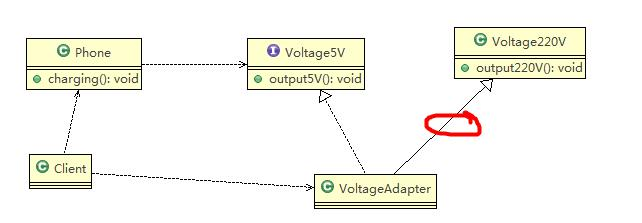 C Phone
charging(): void
I Voltage5V
output5V(): void
C Voltage220V
output220V(): void
C Client
C VoltageAdapter